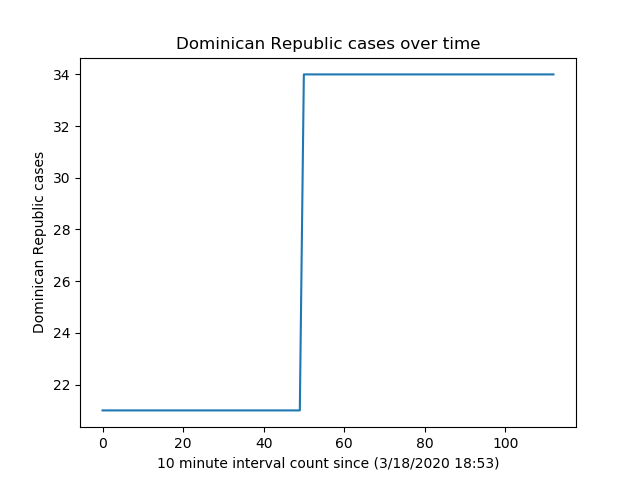 Dominican Republic cases over time
34
32
30
28
26
24
22
Dominican Republic cases
0 20 40 60 80 100
10 minute interval count since (3/18/2020 18:53)